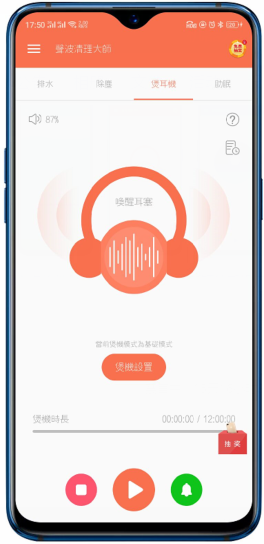 17:50
聲波清理大師
排水 除塵 煲耳機 助眠
87%
喚醒耳塞
當前煲機模式為基礎模式
煲機設置
煲機時長 00:00:00 / 12:00:00
抽 奖